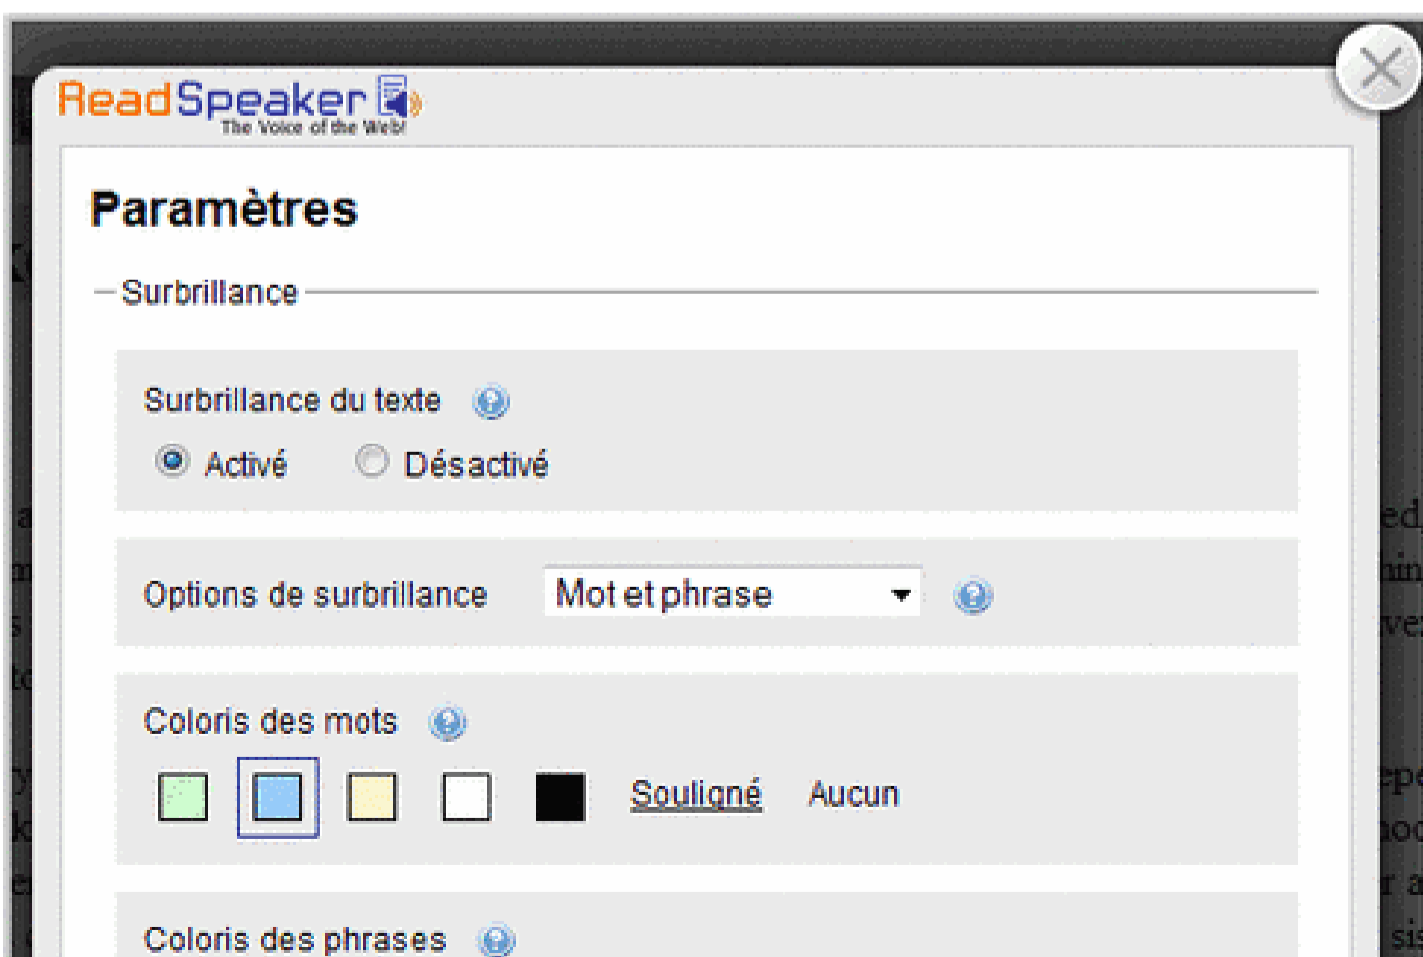 ReadSpeaker
The Voice of the Web!
Paramètres
Surbrillance
Surbrillance du texte ?
Activé Désactivé
Options de surbrillance Mot et phrase ?
Coloris des mots ?
Souligné Aucun
Coloris des phrases ?